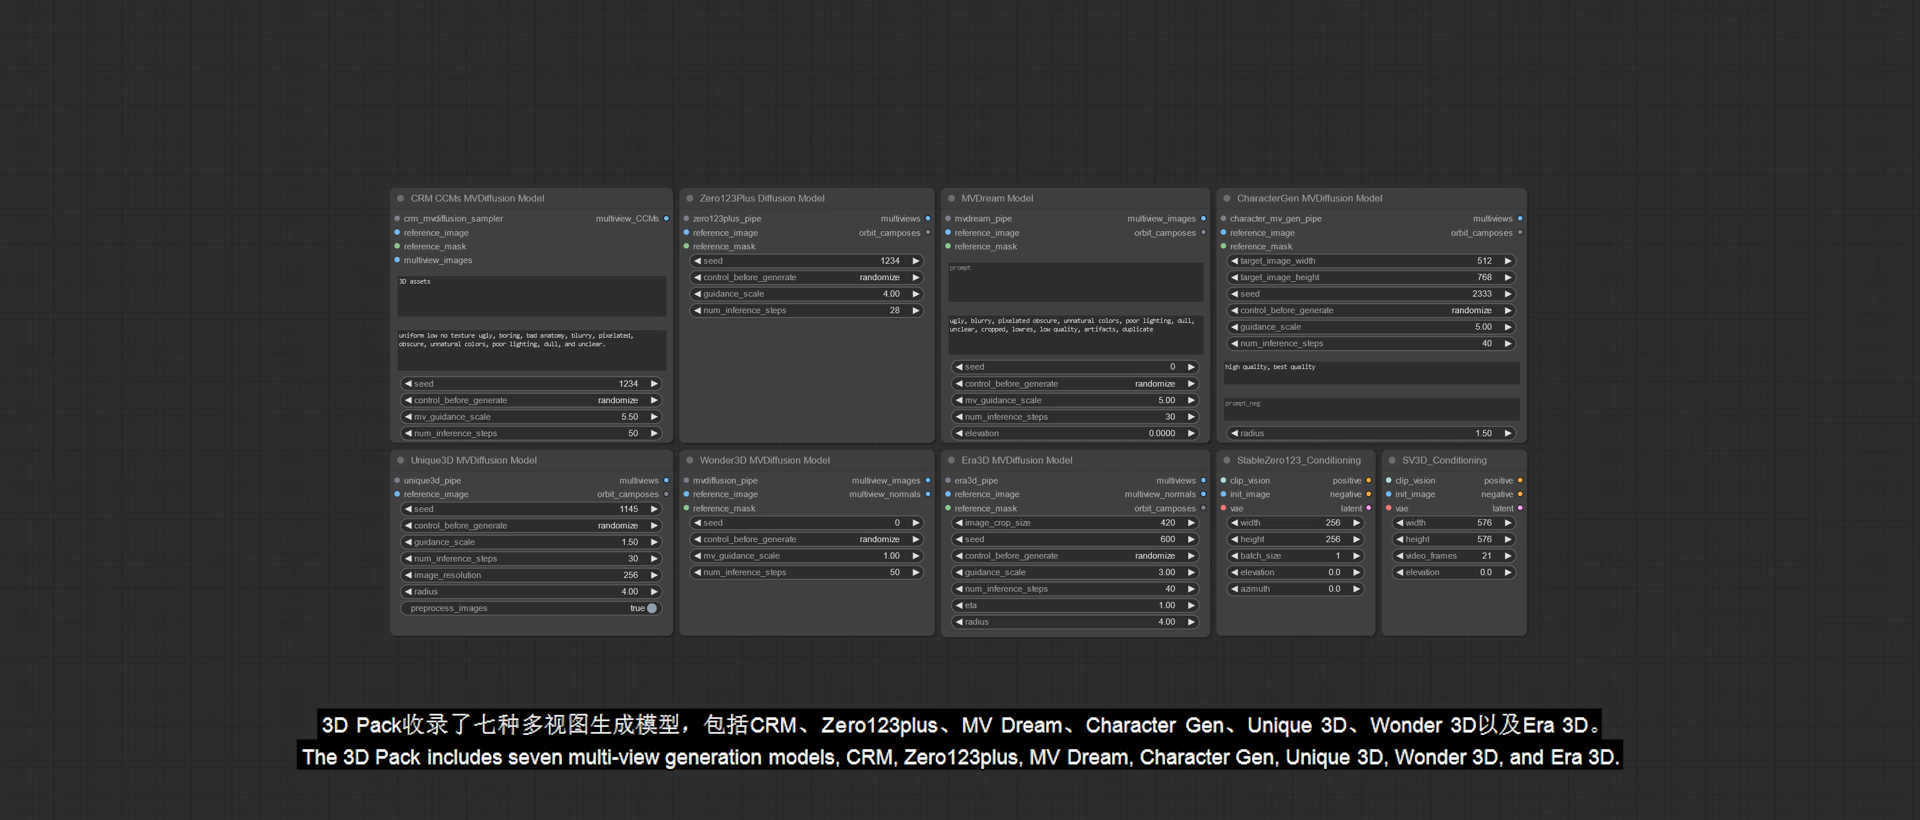 CRM CCMs MVDiffusion Model
crm_mvdiffusion_sampler multiview_CCMs
reference_image
reference_mask
multiview_images
3D assets
uniform low no texture ugly, boring, bad anatomy, blurry, pixelated,
obscure, unnatural colors, poor lighting, dull, and unclear.
seed 1234
control_before_generate randomize
mv_guidance_scale 5.50
num_inference_steps 50
Zero123Plus Diffusion Model
zero123plus_pipe multiviews
reference_image orbit_camposes
reference_mask
seed 1234
control_before_generate randomize
guidance_scale 4.00
num_inference_steps 28
MVDream Model
mvdream_pipe multiview_images
reference_image orbit_camposes
reference_mask
prompt
ugly, blurry, pixelated obscure, unnatural colors, poor lighting, dull,
unclear, cropped, lowres, low quality, artifacts, duplicate
seed 0
control_before_generate randomize
mv_guidance_scale 5.00
num_inference_steps 30
elevation 0.0000
CharacterGen MVDiffusion Model
character_mv_gen_pipe multiviews
reference_image orbit_camposes
reference_mask
target_image_width 512
target_image_height 768
seed 2333
control_before_generate randomize
guidance_scale 5.00
num_inference_steps 40
high quality, best quality
prompt_neg
radius 1.50
Unique3D MVDiffusion Model
unique3d_pipe multiviews
reference_image orbit_camposes
seed 1145
control_before_generate randomize
guidance_scale 1.50
num_inference_steps 30
image_resolution 256
radius 4.00
preprocess_images true
Wonder3D MVDiffusion Model
mvdiffusion_pipe multiview_images
reference_image multiview_normals
reference_mask
seed 0
control_before_generate randomize
mv_guidance_scale 1.00
num_inference_steps 50
Era3D MVDiffusion Model
era3d_pipe multiviews
reference_image multiview_normals
reference_mask orbit_camposes
image_crop_size 420
seed 600
control_before_generate randomize
guidance_scale 3.00
num_inference_steps 40
eta 1.00
radius 4.00
StableZero123_Conditioning
clip_vision positive
init_image negative
vae latent
width 256
height 256
batch_size 1
elevation 0.0
azimuth 0.0
SV3D_Conditioning
clip_vision positive
init_image negative
vae latent
width 576
height 576
video_frames 21
elevation 0.0
3D Pack收录了七种多视图生成模型，包括CRM、Zero123plus、MV Dream、Character Gen、Unique 3D、Wonder 3D以及Era 3D。
The 3D Pack includes seven multi-view generation models, CRM, Zero123plus, MV Dream, Character Gen, Unique 3D, Wonder 3D, and Era 3D.